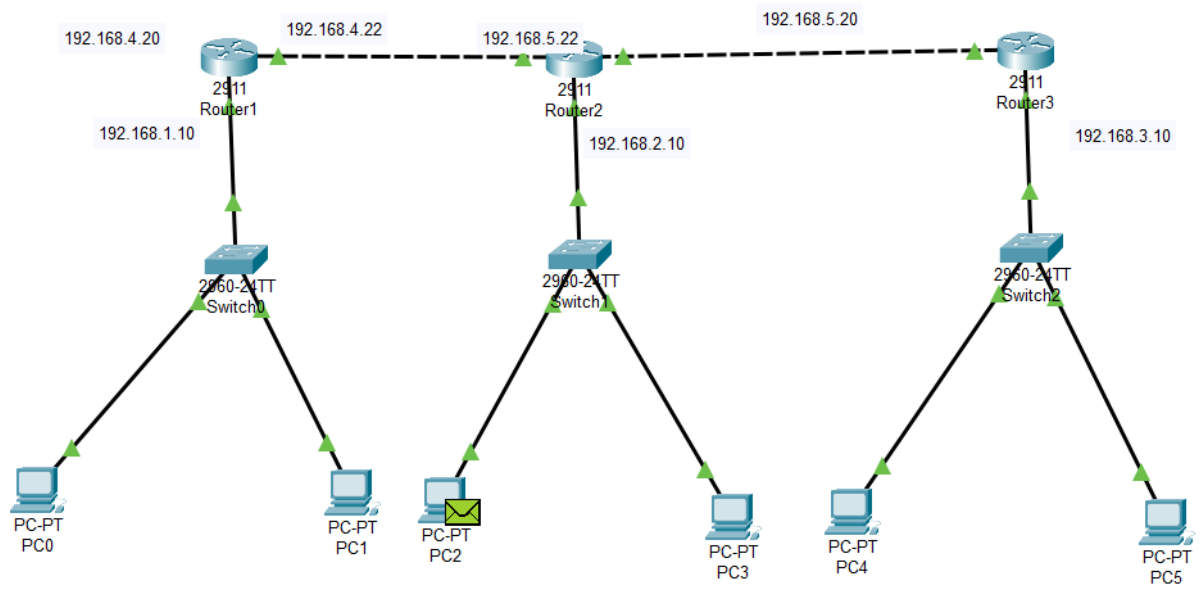 192.168.4.20
192.168.4.22
192.168.5.22
192.168.5.20
2911
Router1
2911
Router2
2911
Router3
192.168.1.10
192.168.2.10
192.168.3.10
2960-24TT
Switch0
2960-24TT
Switch1
2960-24TT
Switch2
PC-PT
PC0
PC-PT
PC1
PC-PT
PC2
PC-PT
PC3
PC-PT
PC4
PC-PT
PC5